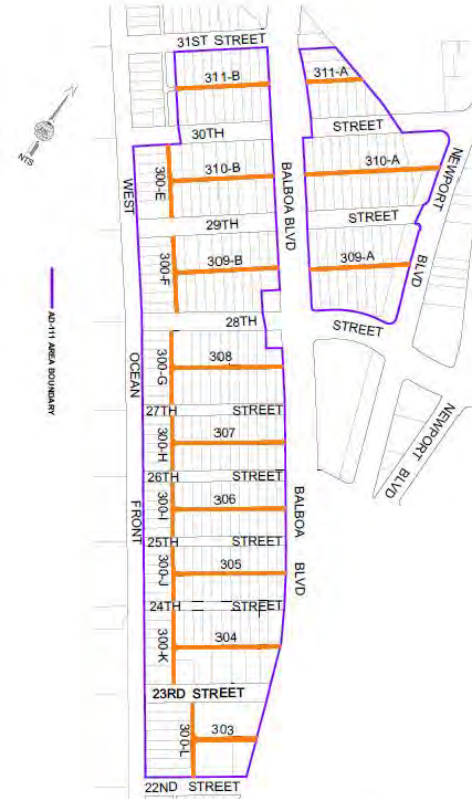 31ST STREET
311-B
311-A
30TH
STREET
310-B
310-A
300-E
WEST
BALBOA BLVD
NEWPORT
BLVD
NTS
29TH
STREET
309-B
309-A
300-F
28TH
STREET
AD-111 AREA BOUNDARY
OCEAN
300-G
308
27TH
STREET
NEWPORT BLVD
300-H
307
26TH
STREET
300-I
306
FRONT
BALBOA
BLVD
25TH
STREET
300-J
305
24TH
STREET
300-K
304
23RD STREET
300-L
303
22ND STREET